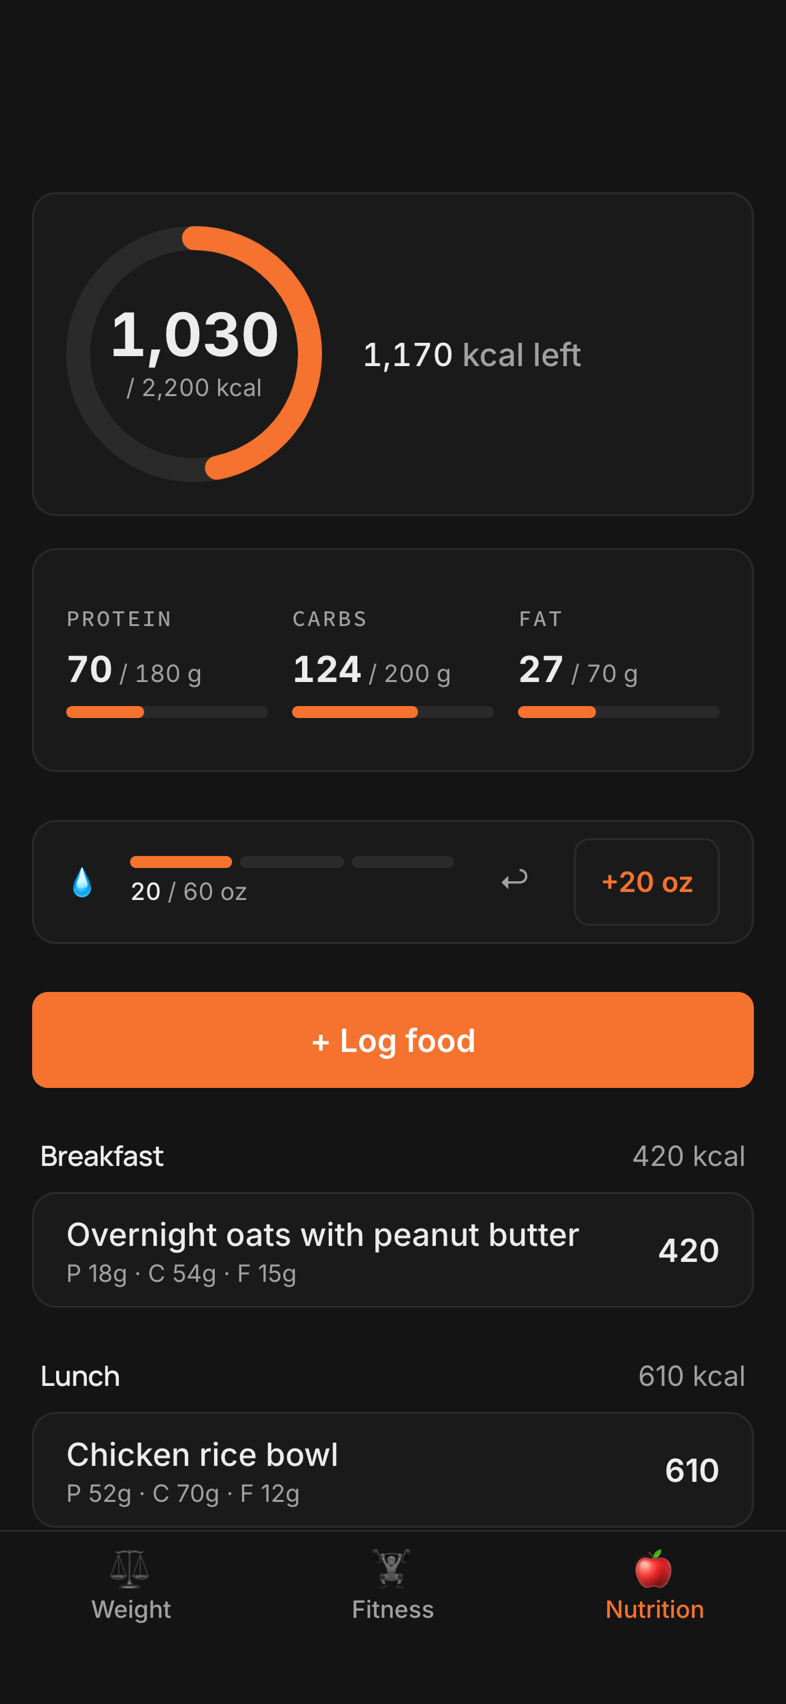 1,030
/ 2,200 kcal
1,170 kcal left
PROTEIN CARBS FAT
70 / 180 g 124 / 200 g 27 / 70 g
20 / 60 oz
+20 oz
+ Log food
Breakfast 420 kcal
Overnight oats with peanut butter
P 18g · C 54g · F 15g
420
Lunch 610 kcal
Chicken rice bowl
P 52g · C 70g · F 12g
610
Weight Fitness Nutrition